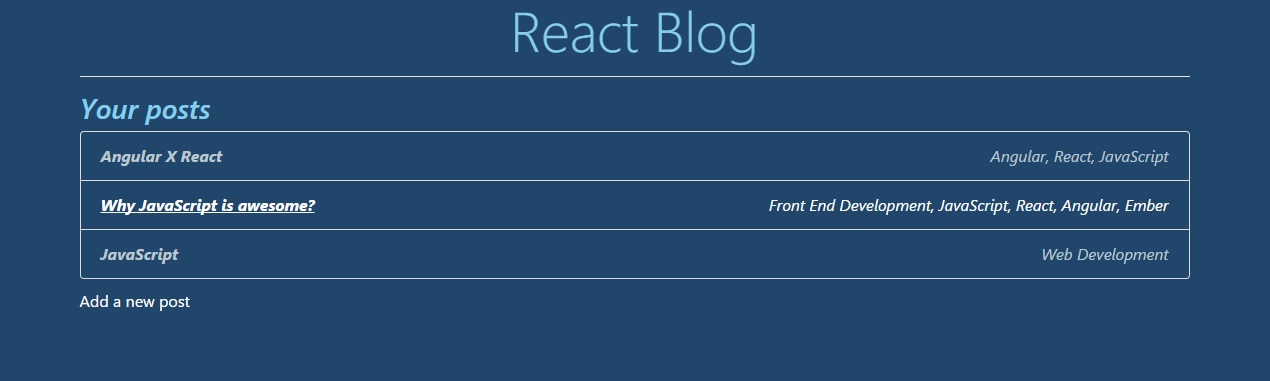 React Blog
Your posts
Angular X React Angular, React, JavaScript
Why JavaScript is awesome? Front End Development, JavaScript, React, Angular, Ember
JavaScript Web Development
Add a new post